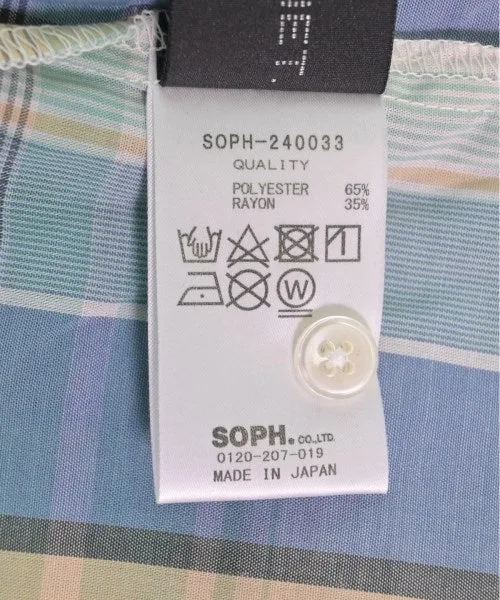 SOPH-240033
QUALITY
POLYESTER 65%
RAYON 35%
W
SOPH. CO.,LTD.
0120-207-019
MADE IN JAPAN